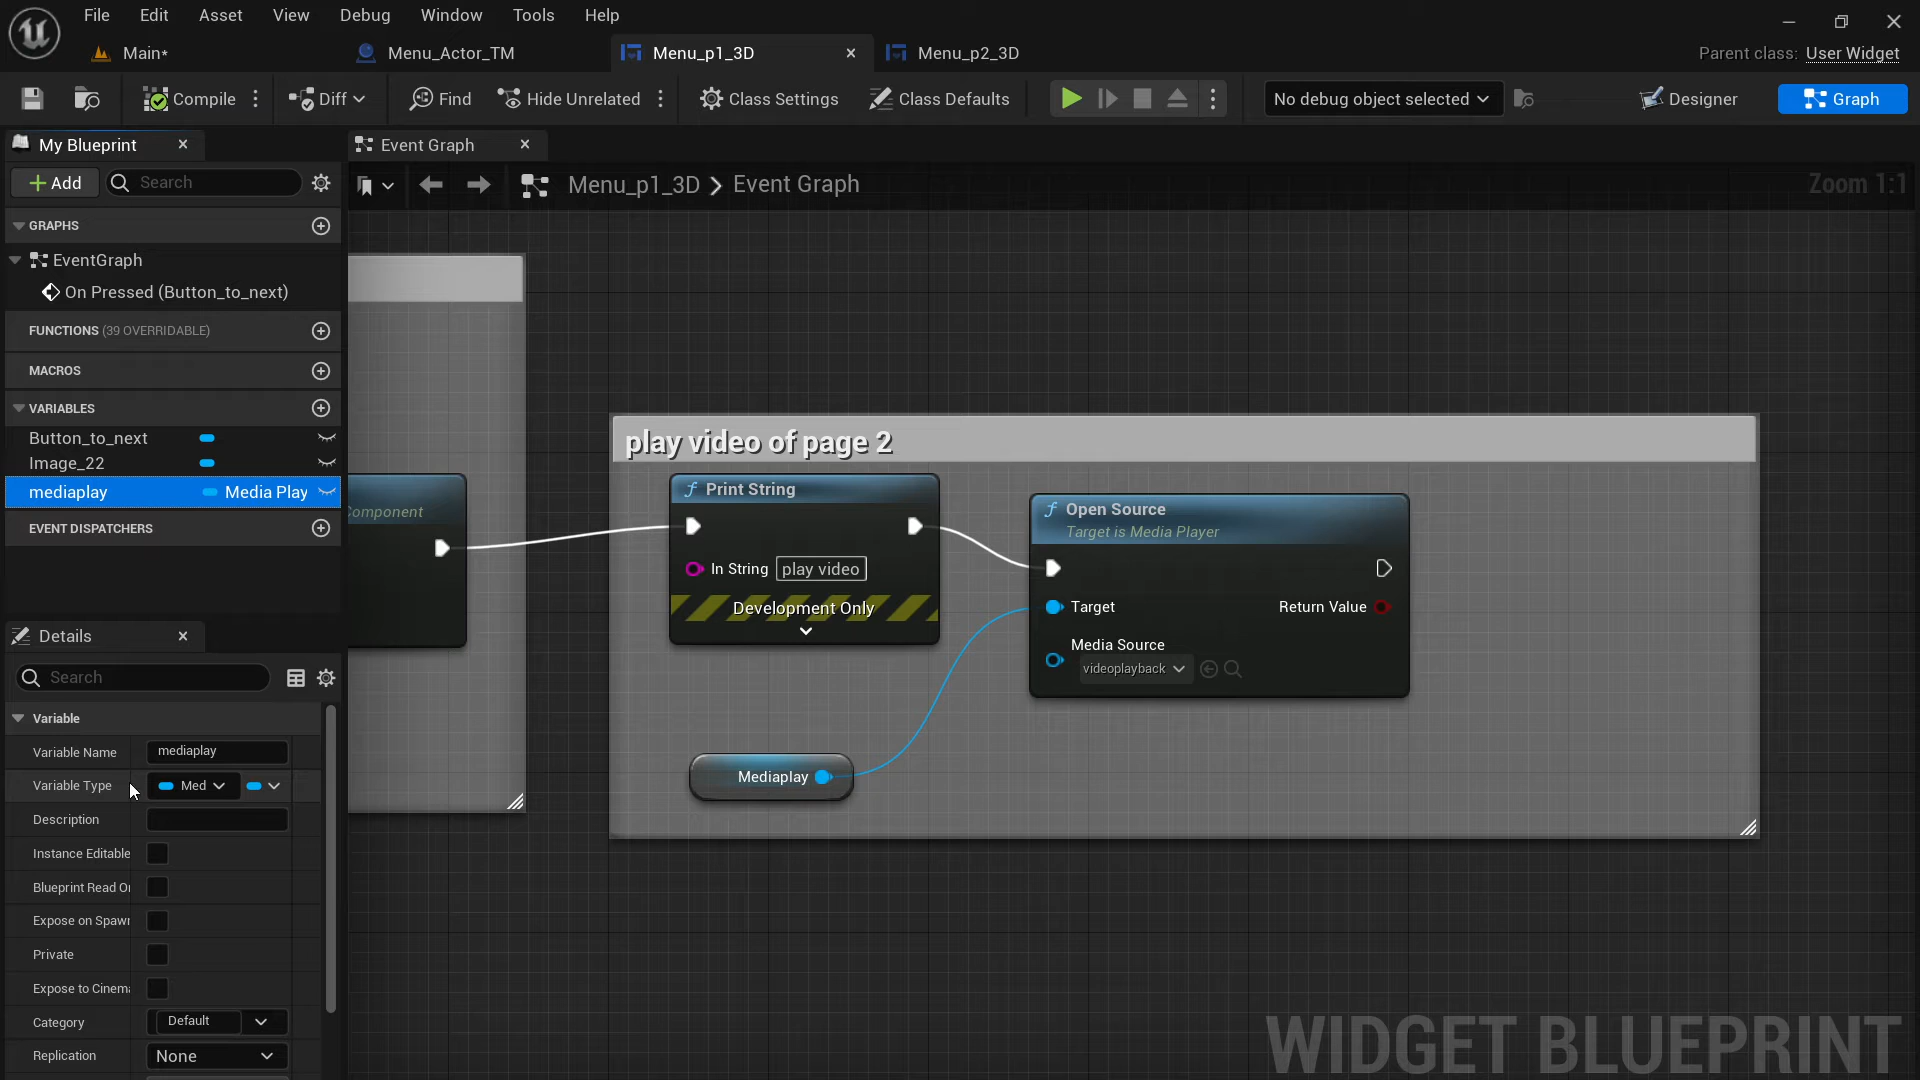 File Edit Asset View Debug Window Tools Help
Main* Menu_Actor_TM Menu_p1_3D Menu_p2_3D Parent class: User Widget
Compile Diff Find Hide Unrelated Class Settings Class Defaults No debug object selected Designer Graph
My Blueprint Event Graph
Add Search
Menu_p1_3D > Event Graph Zoom 1:1
GRAPHS
EventGraph
On Pressed (Button_to_next)
FUNCTIONS (39 OVERRIDABLE)
MACROS
VARIABLES
Button_to_next
Image_22
mediaplay Media Play
EVENT DISPATCHERS
Component
play video of page 2
f Print String
In String play video
Development Only
f Open Source
Target is Media Player
Target Return Value
Media Source
videoplayback
Mediaplay
Details
Search
Variable
Variable Name mediaplay
Variable Type Med
Description
Instance Editable
Blueprint Read O
Expose on Spaw
Private
Expose to Cinem
Category Default
Replication None
WIDGET BLUEPRINT